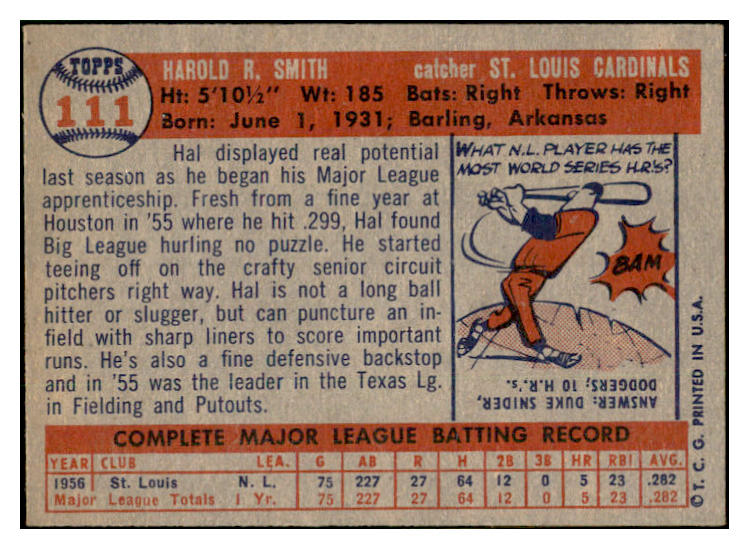 TOPPS
111
HAROLD R. SMITH catcher ST. LOUIS CARDINALS
Ht: 5'10½" Wt: 185 Bats: Right Throws: Right
Born: June 1, 1931; Barling, Arkansas
Hal displayed real potential
last season as he began his Major League
apprenticeship. Fresh from a fine year at
Houston in '55 where he hit .299, Hal found
Big League hurling no puzzle. He started
teeing off on the crafty senior circuit
pitchers right way. Hal is not a long ball
hitter or slugger, but can puncture an in-
field with sharp liners to score important
runs. He's also a fine defensive backstop
and in '55 was the leader in the Texas Lg.
in Fielding and Putouts.
WHAT N.L. PLAYER HAS THE
MOST WORLD SERIES H.R.'S?
BAM
ANSWER: DUKE SNIDER,
DODGERS; 10 H.R.'s.
COMPLETE MAJOR LEAGUE BATTING RECORD
YEAR CLUB LEA. G AB R H 2B 3B HR RBI AVG.
1956 St. Louis N. L. 75 227 27 64 12 0 5 23 .282
Major League Totals 1 Yr. 75 227 27 64 12 0 5 23 .282
© T. C. G. PRINTED IN U.S.A.